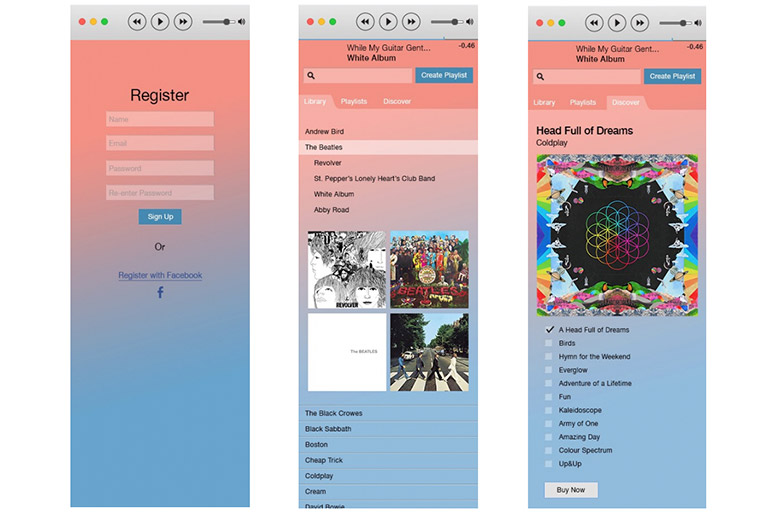 Register
Name
Email
Password
Re-enter Password
Sign Up
Or
Register with Facebook
f
While My Guitar Gent...
-0.46
White Album
Create Playlist
Library
Playlists
Discover
Andrew Bird
The Beatles
Revolver
St. Pepper's Lonely Heart's Club Band
White Album
Abby Road
REVOLVER
BEATLES
The BEATLES
The Black Crowes
Black Sabbath
Boston
Cheap Trick
Coldplay
Cream
David Bowie
While My Guitar Gent...
-0.46
White Album
Create Playlist
Library
Playlists
Discover
Head Full of Dreams
Coldplay
A Head Full of Dreams
Birds
Hymn for the Weekend
Everglow
Adventure of a Lifetime
Fun
Kaleidoscope
Army of One
Amazing Day
Colour Spectrum
Up&Up
Buy Now